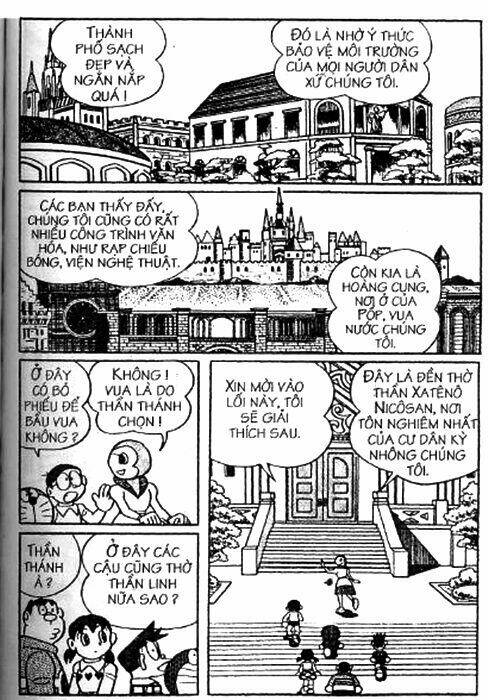 THÀNH
PHỐ SẠCH
ĐẸP VÀ
NGĂN NẮP
QUÁ !
ĐÓ LÀ NHỜ Ý THỨC
BẢO VỆ MÔI TRƯỜNG
CỦA MỌI NGƯỜI DÂN
XỨ CHÚNG TÔI.
CÁC BẠN THẤY ĐẤY,
CHÚNG TÔI CŨNG CÓ RẤT
NHIỀU CÔNG TRÌNH VĂN
HÓA, NHƯ RẠP CHIẾU
BÓNG, VIỆN NGHỆ THUẬT.
CÒN KIA LÀ
HOÀNG CUNG,
NƠI Ở CỦA
PÓP, VUA
NƯỚC CHÚNG
TÔI.
Ở ĐÂY
CÓ BỎ
PHIẾU ĐỂ
BẦU VUA
KHÔNG ?
KHÔNG !
VUA LÀ DO
THẦN THÁNH
CHỌN !
XIN MỜI VÀO
LỐI NÀY, TÔI
SẼ GIẢI
THÍCH SAU.
ĐÂY LÀ ĐỀN THỜ
THẦN XATÊNÔ
NICÔSAN, NƠI
TÔN NGHIÊM NHẤT
CỦA CƯ DÂN KỲ
NHÔNG CHÚNG
TÔI.
THẦN
THÁNH
À ?
Ở ĐÂY CÁC
CẬU CŨNG THỜ
THẦN LINH
NỮA SAO ?